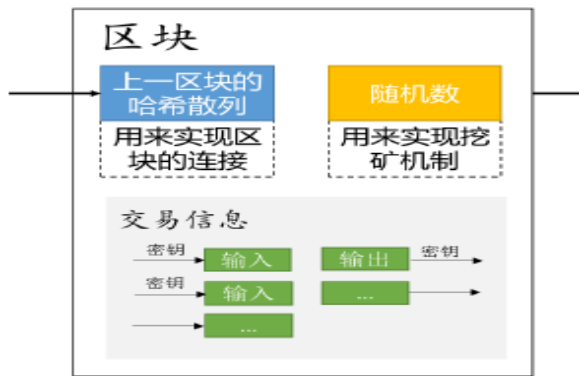 区块
上一区块的
哈希散列
随机数
用来实现区
块的连接
用来实现挖
矿机制
交易信息
密钥 输入 输出 密钥
密钥 输入 ...
...